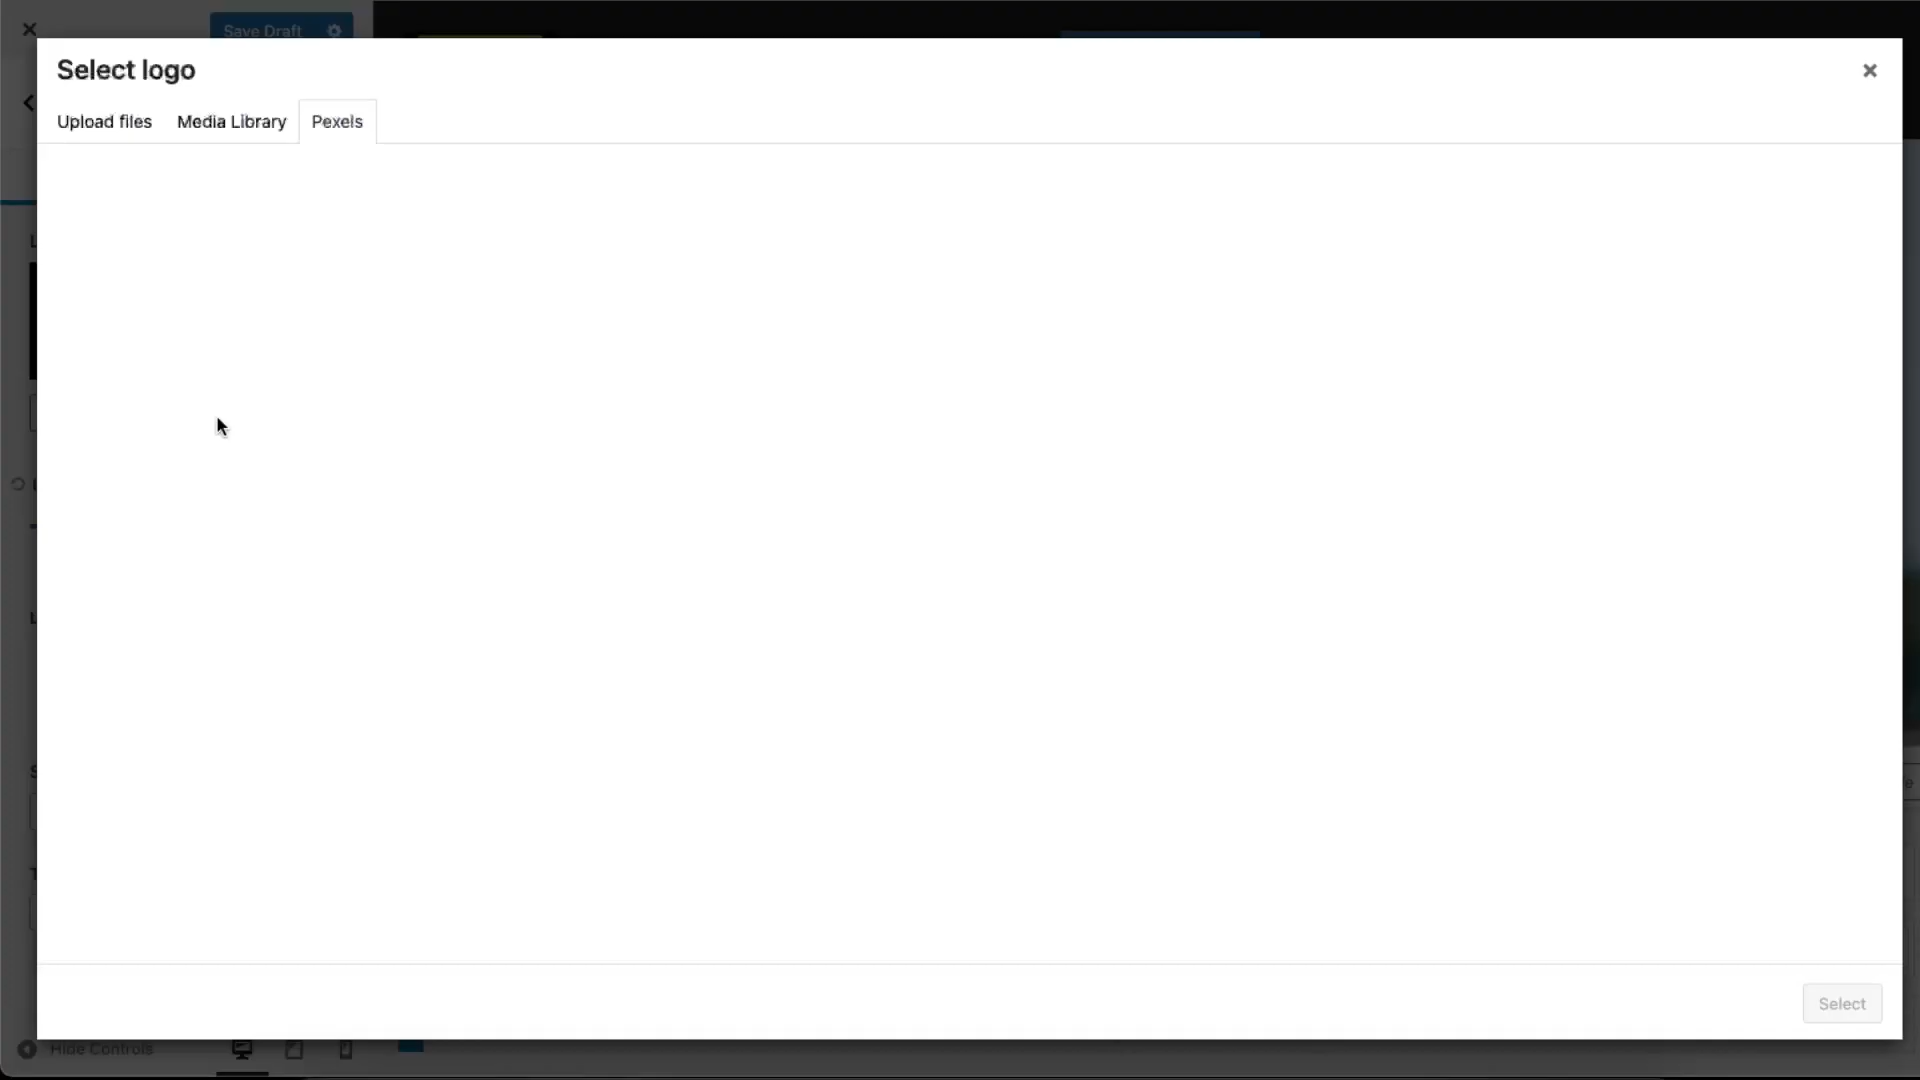 Save Draft
Select logo
Upload files Media Library Pexels
Select
Hide Controls